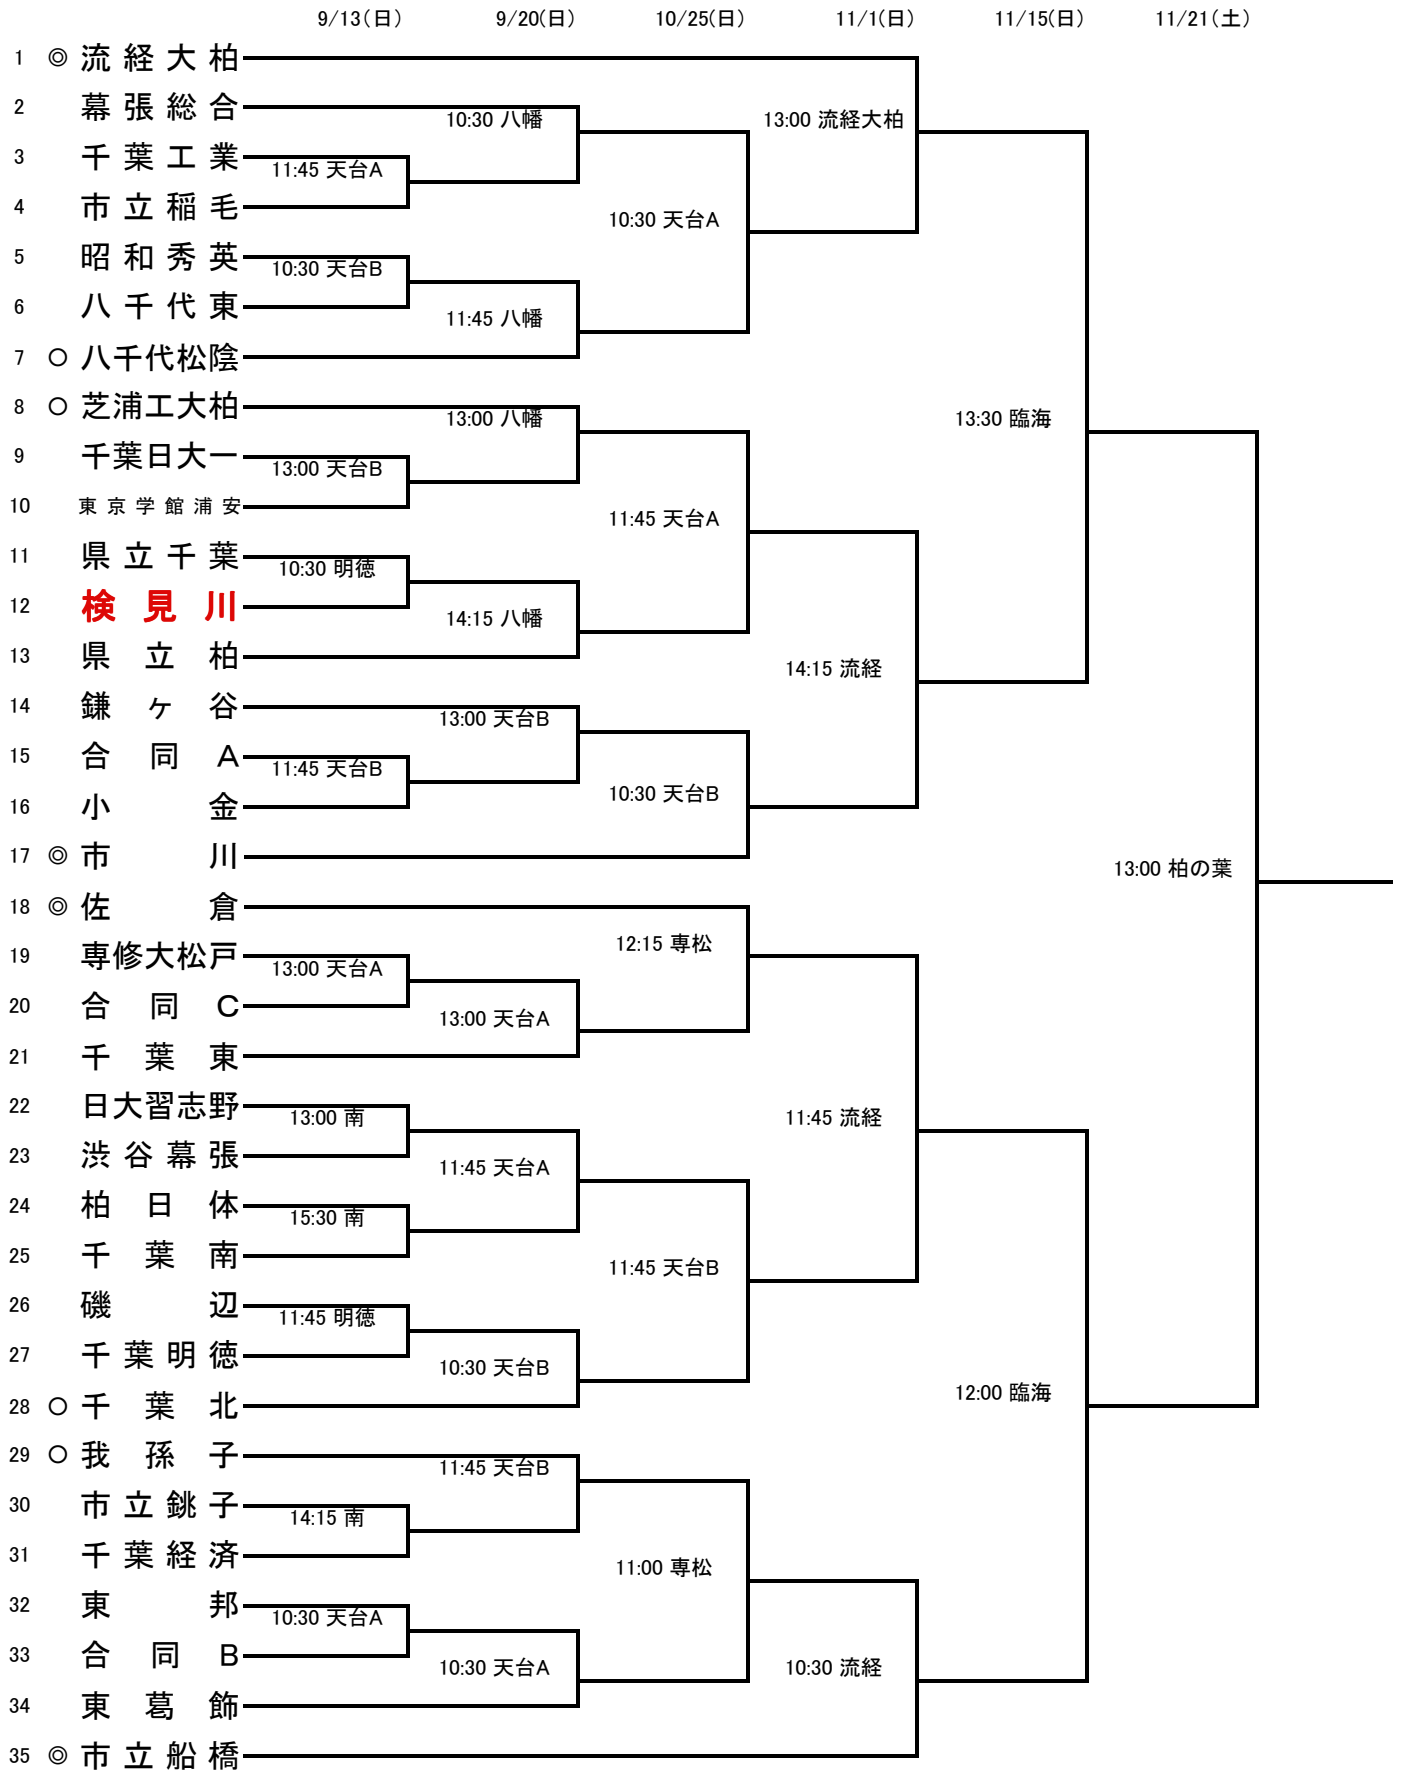 9/13(日) 9/20(日) 10/25(日) 11/1(日) 11/15(日) 11/21(土)
1 ◎ 流経大柏
2 幕張総合 10:30 八幡 13:00 流経大柏
3 千葉工業 11:45 天台A
4 市立稲毛 10:30 天台A
5 昭和秀英 10:30 天台B
6 八千代東 11:45 八幡
7 ○ 八千代松陰
8 ○ 芝浦工大柏 13:00 八幡 13:30 臨海
9 千葉日大一 13:00 天台B
10 東京学館浦安 11:45 天台A
11 県立千葉 10:30 明徳
12 検見川 14:15 八幡
13 県立柏 14:15 流経
14 鎌ヶ谷 13:00 天台B
15 合同A 11:45 天台B
16 小金 10:30 天台B
17 ◎ 市川 13:00 柏の葉
18 ◎ 佐倉 12:15 専松
19 専修大松戸 13:00 天台A
20 合同C 13:00 天台A
21 千葉東
22 日大習志野 13:00 南 11:45 流経
23 渋谷幕張 11:45 天台A
24 柏日体 15:30 南
25 千葉南 11:45 天台B
26 磯辺 11:45 明徳
27 千葉明徳 10:30 天台B
28 ○ 千葉北 12:00 臨海
29 ○ 我孫子 11:45 天台B
30 市立銚子 14:15 南
31 千葉経済 11:00 専松
32 東邦 10:30 天台A
33 合同B 10:30 天台A 10:30 流経
34 東葛飾
35 ◎ 市立船橋